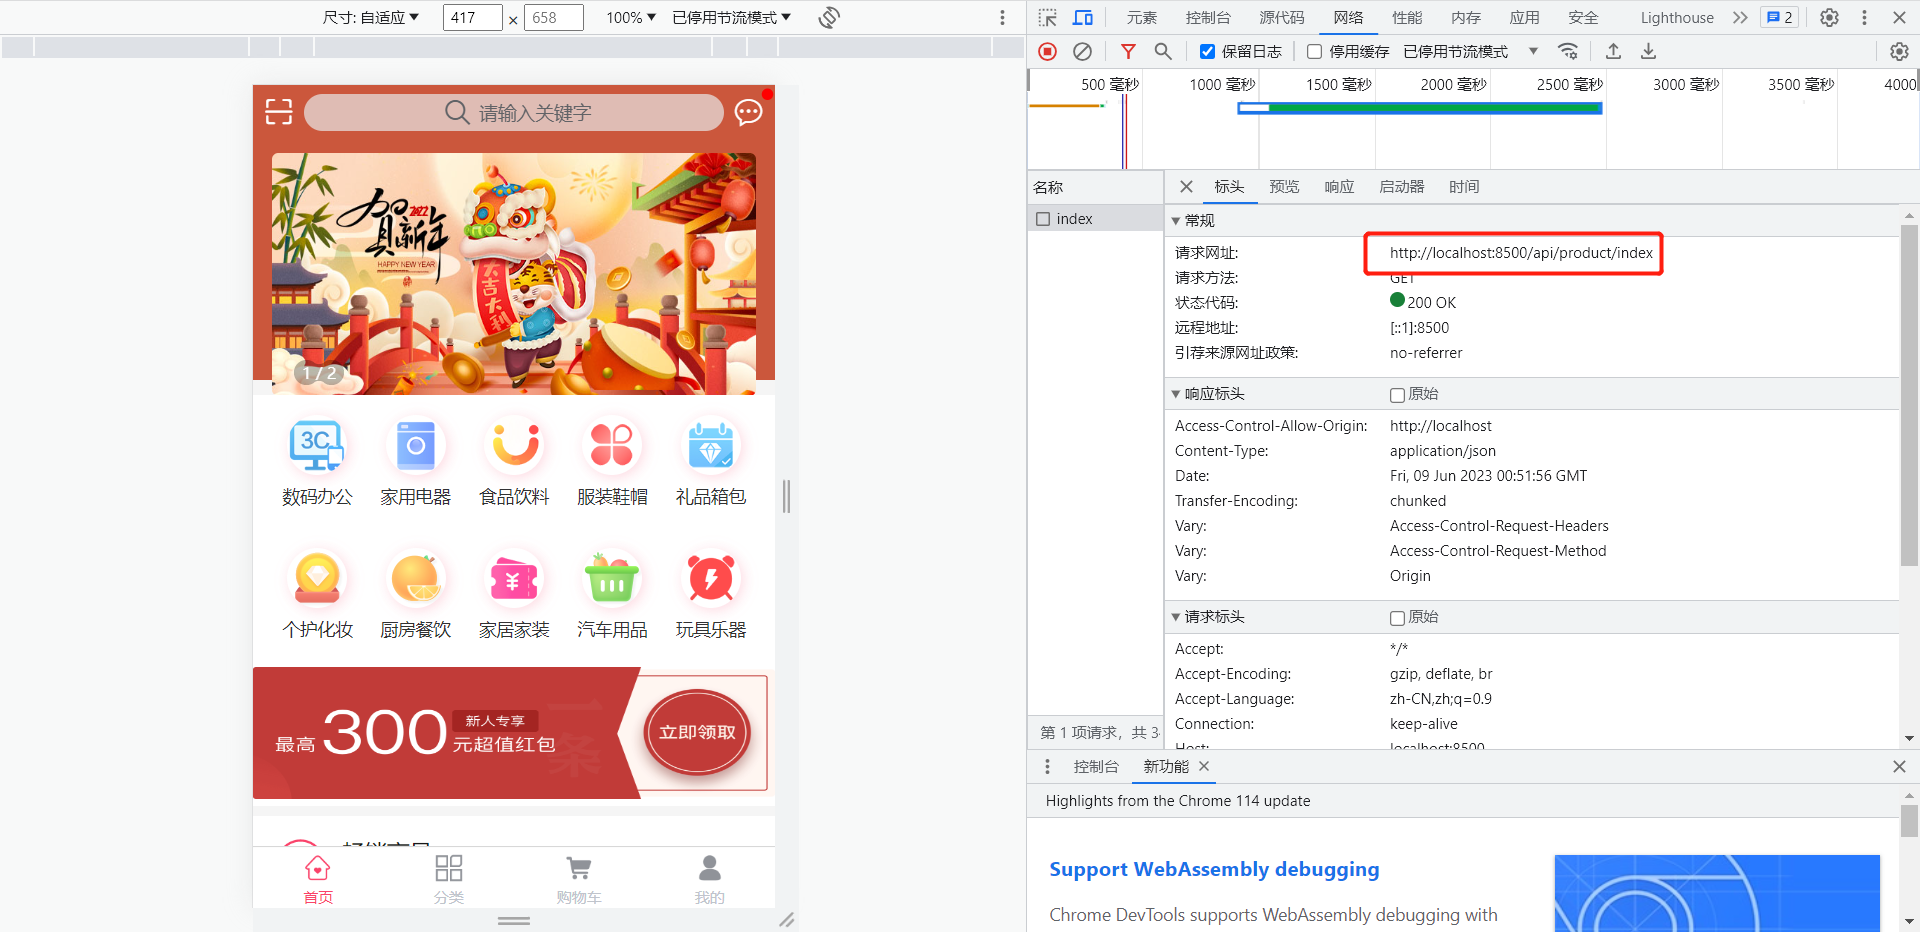 尺寸: 自适应 ▼ 417 × 658 100% ▼ 已停用节流模式 ▼
请输入关键字
贺新年
2022
HAPPY NEW YEAR
大吉大利
1 / 2
3C
数码办公 家用电器 食品饮料 服装鞋帽 礼品箱包
¥
个护化妆 厨房餐饮 家居家装 汽车用品 玩具乐器
最高 300 新人专享
元超值红包
立即领取
首页 分类 购物车 我的
元素 控制台 源代码 网络 性能 内存 应用 安全 Lighthouse 2
保留日志 停用缓存 已停用节流模式 ▼
500 毫秒 1000 毫秒 1500 毫秒 2000 毫秒 2500 毫秒 3000 毫秒 3500 毫秒 4000
名称
index
第 1 项请求，共 3
标头 预览 响应 启动器 时间
常规
请求网址: http://localhost:8500/api/product/index
请求方法: GET
状态代码: 200 OK
远程地址: [::1]:8500
引荐来源网址政策: no-referrer
响应标头 原始
Access-Control-Allow-Origin: http://localhost
Content-Type: application/json
Date: Fri, 09 Jun 2023 00:51:56 GMT
Transfer-Encoding: chunked
Vary: Access-Control-Request-Headers
Vary: Access-Control-Request-Method
Vary: Origin
请求标头 原始
Accept: */*
Accept-Encoding: gzip, deflate, br
Accept-Language: zh-CN,zh;q=0.9
Connection: keep-alive
Host: localhost:8500
控制台 新功能
Highlights from the Chrome 114 update
Support WebAssembly debugging
Chrome DevTools supports WebAssembly debugging with